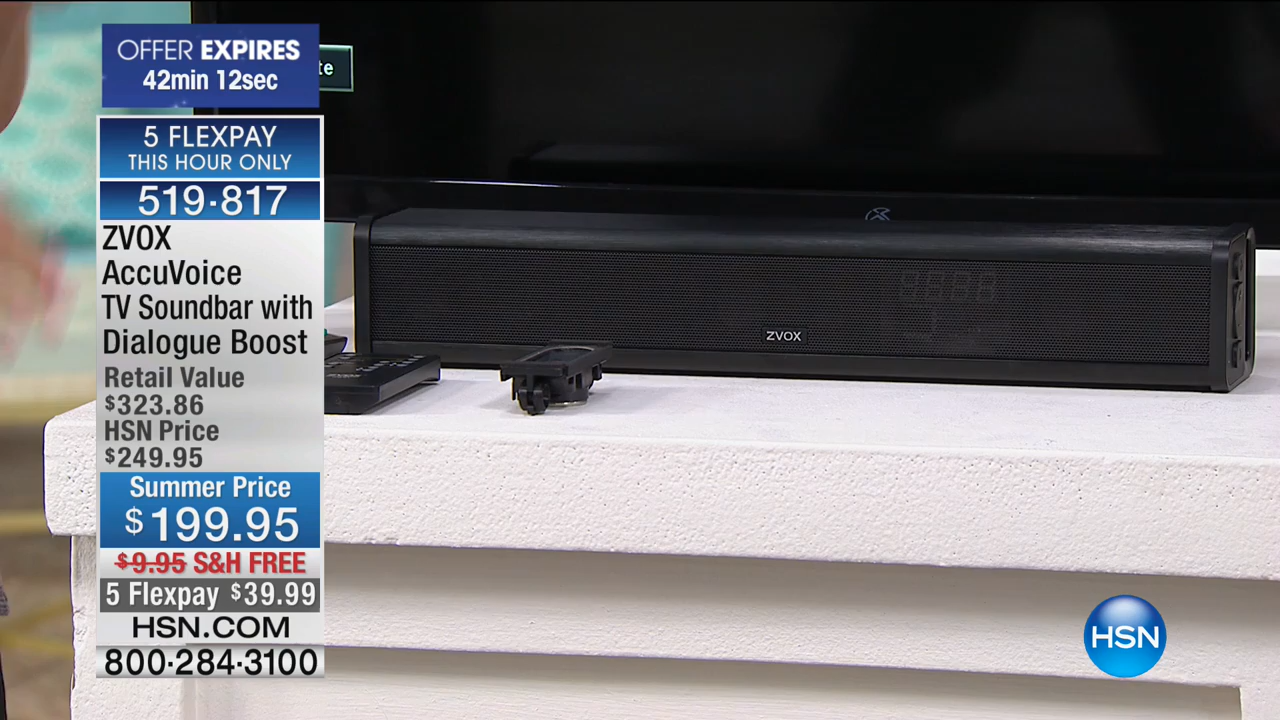 OFFER EXPIRES
42min 12sec
te
5 FLEXPAY
THIS HOUR ONLY
519·817
ZVOX
AccuVoice
TV Soundbar with
Dialogue Boost
Retail Value
$323.86
HSN Price
$249.95
Summer Price
$199.95
$9.95 S&H FREE
5 Flexpay $39.99
HSN.COM
800·284·3100
ZVOX
HSN